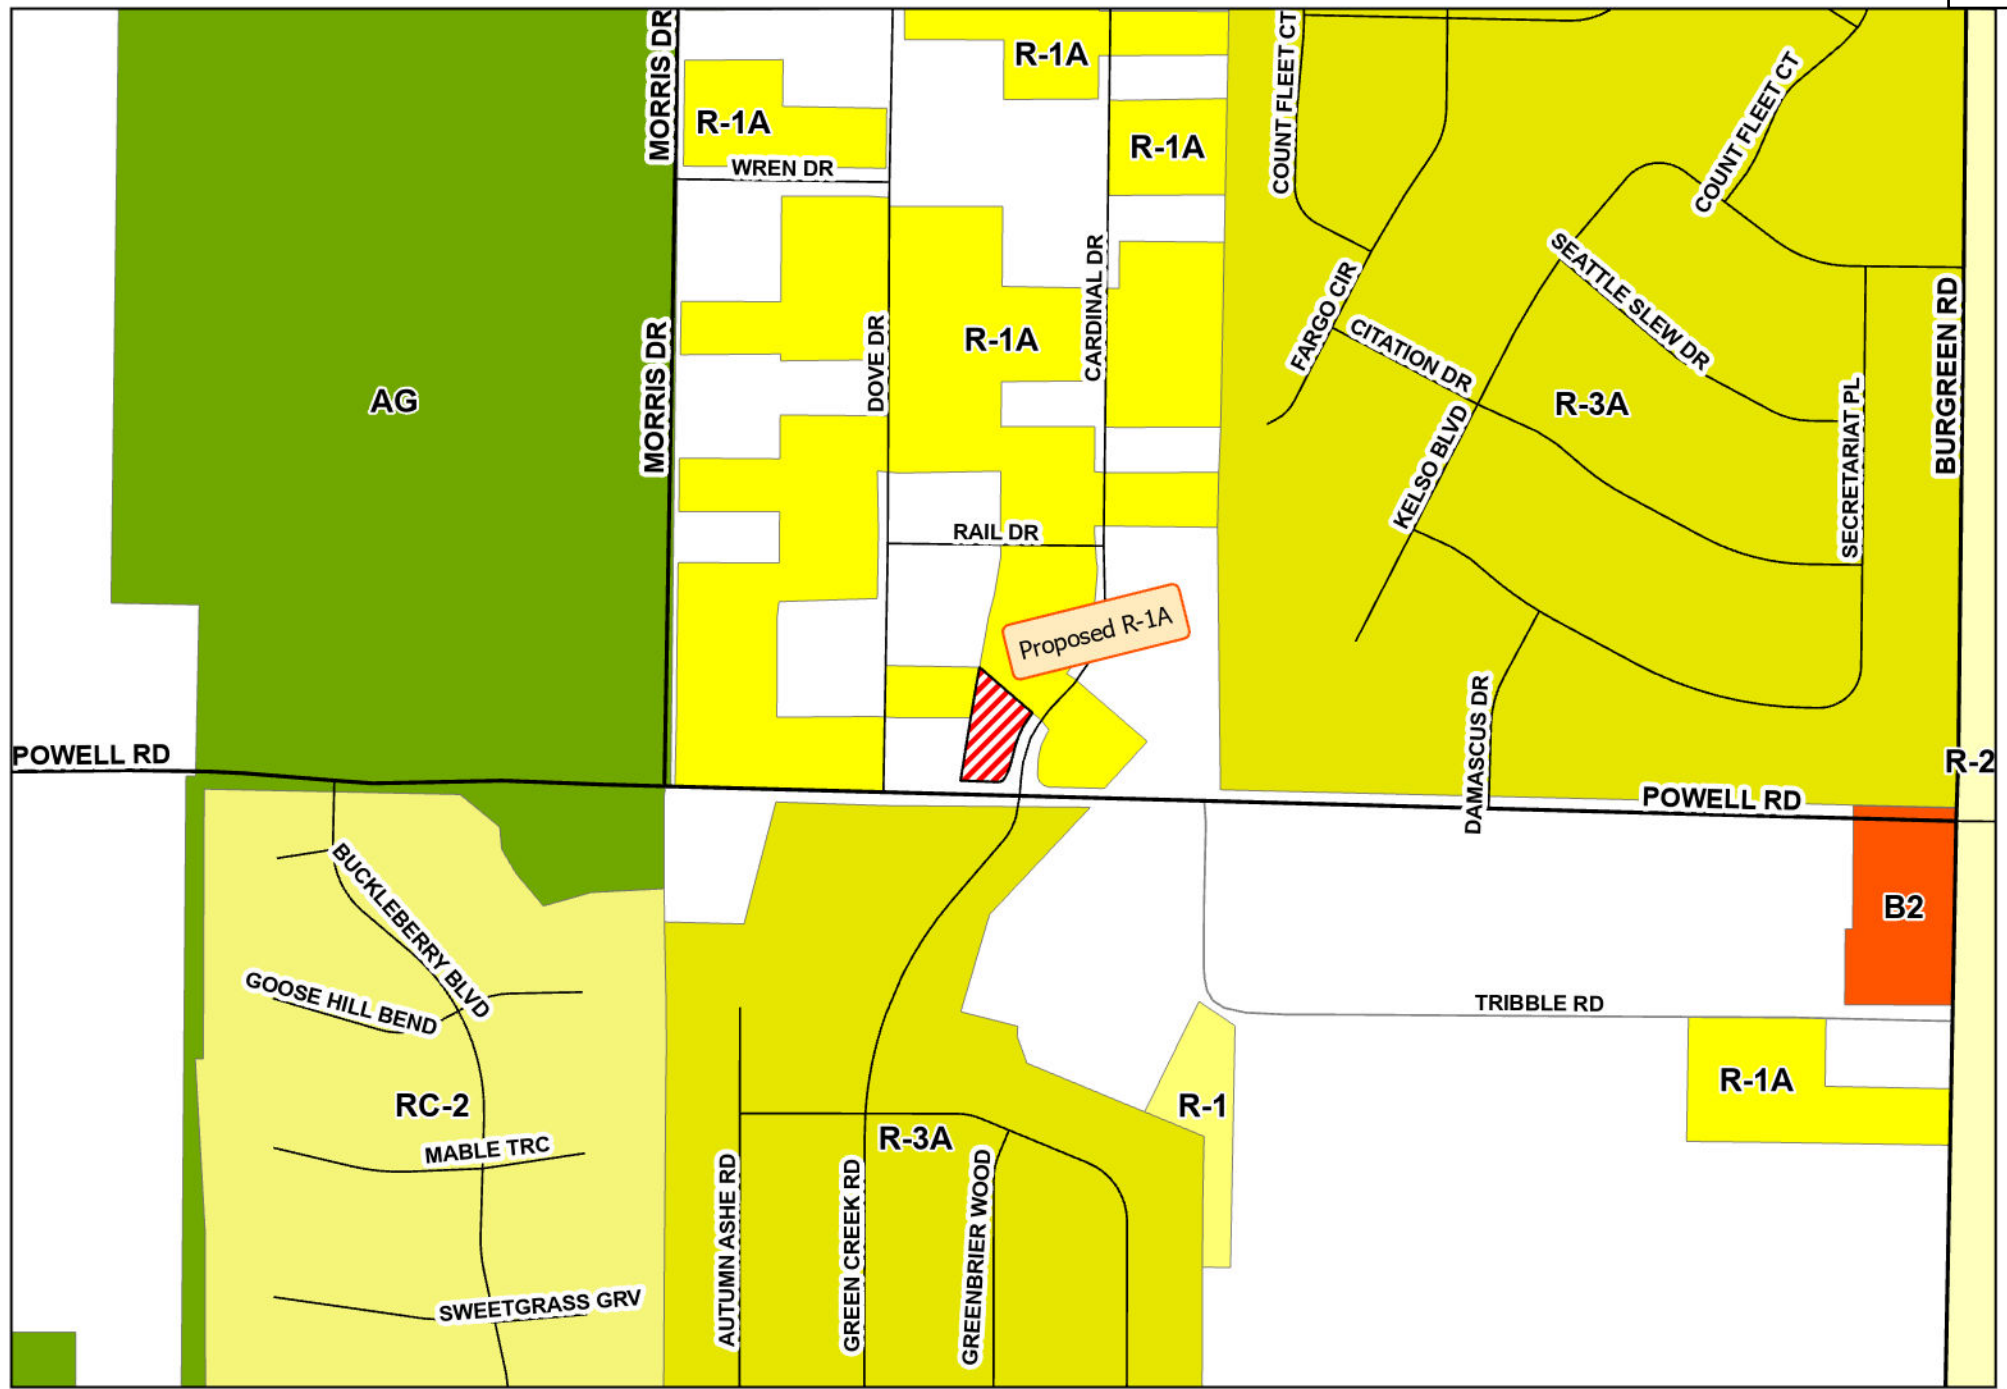 MORRIS DR
R-1A
R-1A
R-1A
COUNT FLEET CT
COUNT FLEET CT
WREN DR
CARDINAL DR
SEATTLE SLEW DR
FARGO CIR
BURGREEN RD
MORRIS DR
DOVE DR
R-1A
CITATION DR
AG
R-3A
KELSO BLVD
SECRETARIAT PL
RAIL DR
Proposed R-1A
DAMASCUS DR
POWELL RD
R-2
POWELL RD
BUCKLEBERRY BLVD
B2
GOOSE HILL BEND
TRIBBLE RD
RC-2
R-1
R-1A
MABLE TRC
R-3A
AUTUMN ASHE RD
GREEN CREEK RD
GREENBRIER WOOD
SWEETGRASS GRV